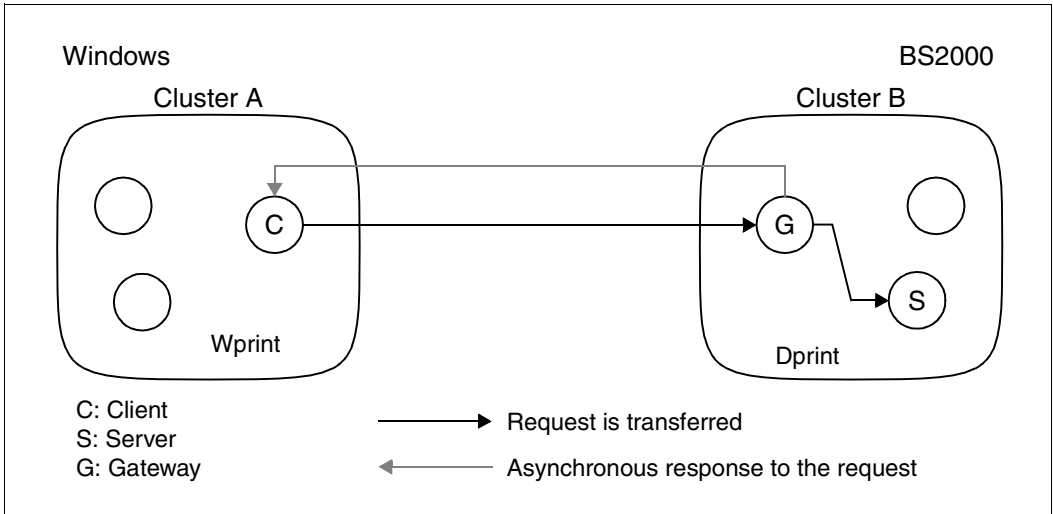 Windows
BS2000
Cluster A
Cluster B
C
G
S
Wprint
Dprint
C: Client
S: Server
G: Gateway
Request is transferred
Asynchronous response to the request